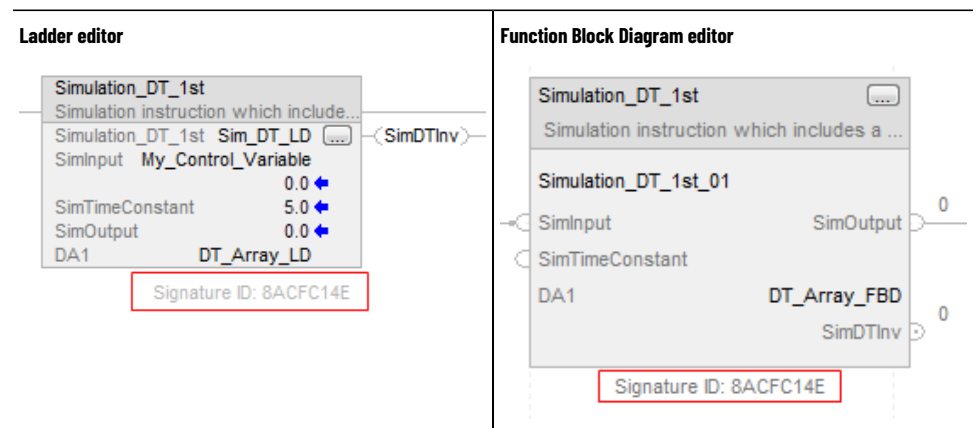 Ladder editor
Simulation_DT_1st
Simulation instruction which include...
Simulation_DT_1st Sim_DT_LD ... SimDTInv
SimInput My_Control_Variable
0.0
SimTimeConstant 5.0
SimOutput 0.0
DA1 DT_Array_LD
Signature ID: 8ACFC14E
Function Block Diagram editor
Simulation_DT_1st ...
Simulation instruction which includes a ...
Simulation_DT_1st_01
SimInput SimOutput 0
SimTimeConstant
DA1 DT_Array_FBD
SimDTInv 0
Signature ID: 8ACFC14E